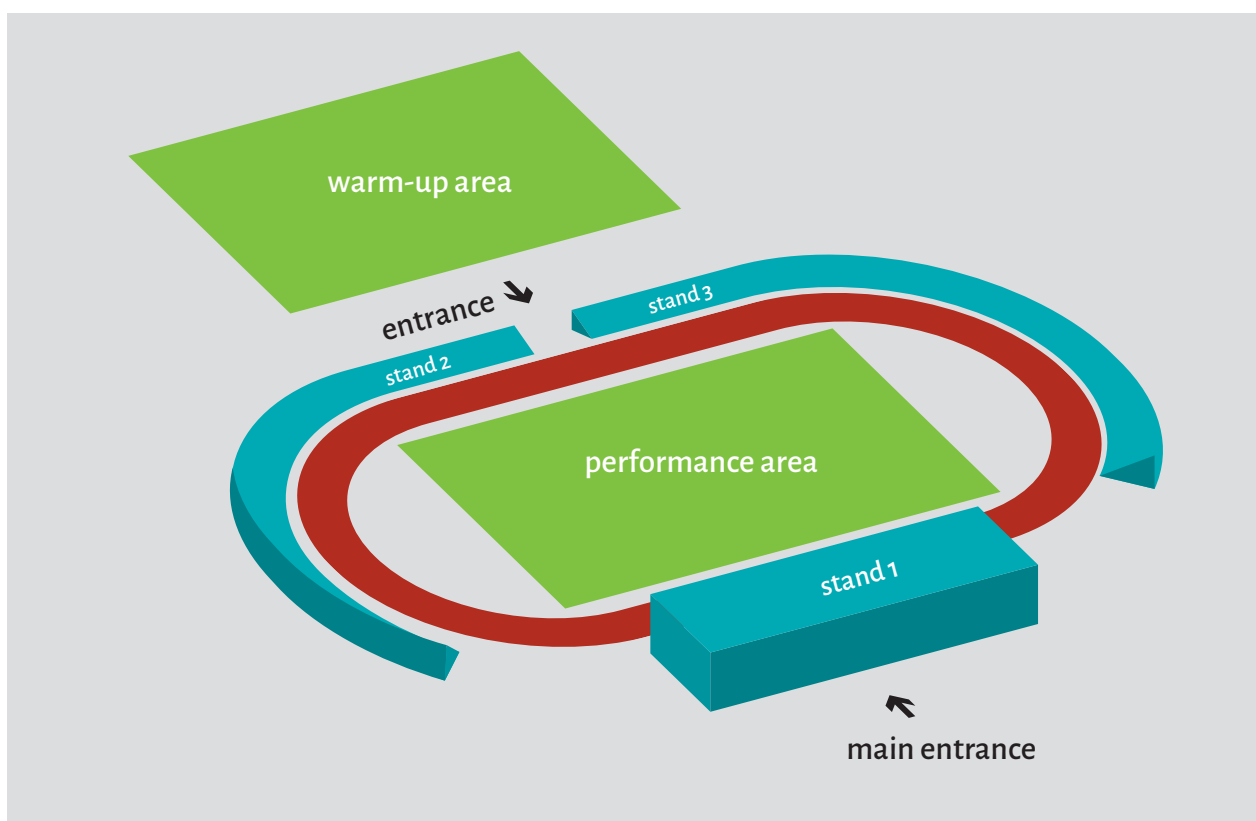 warm-up area
entrance
stand 3
stand 2
performance area
stand 1
main entrance